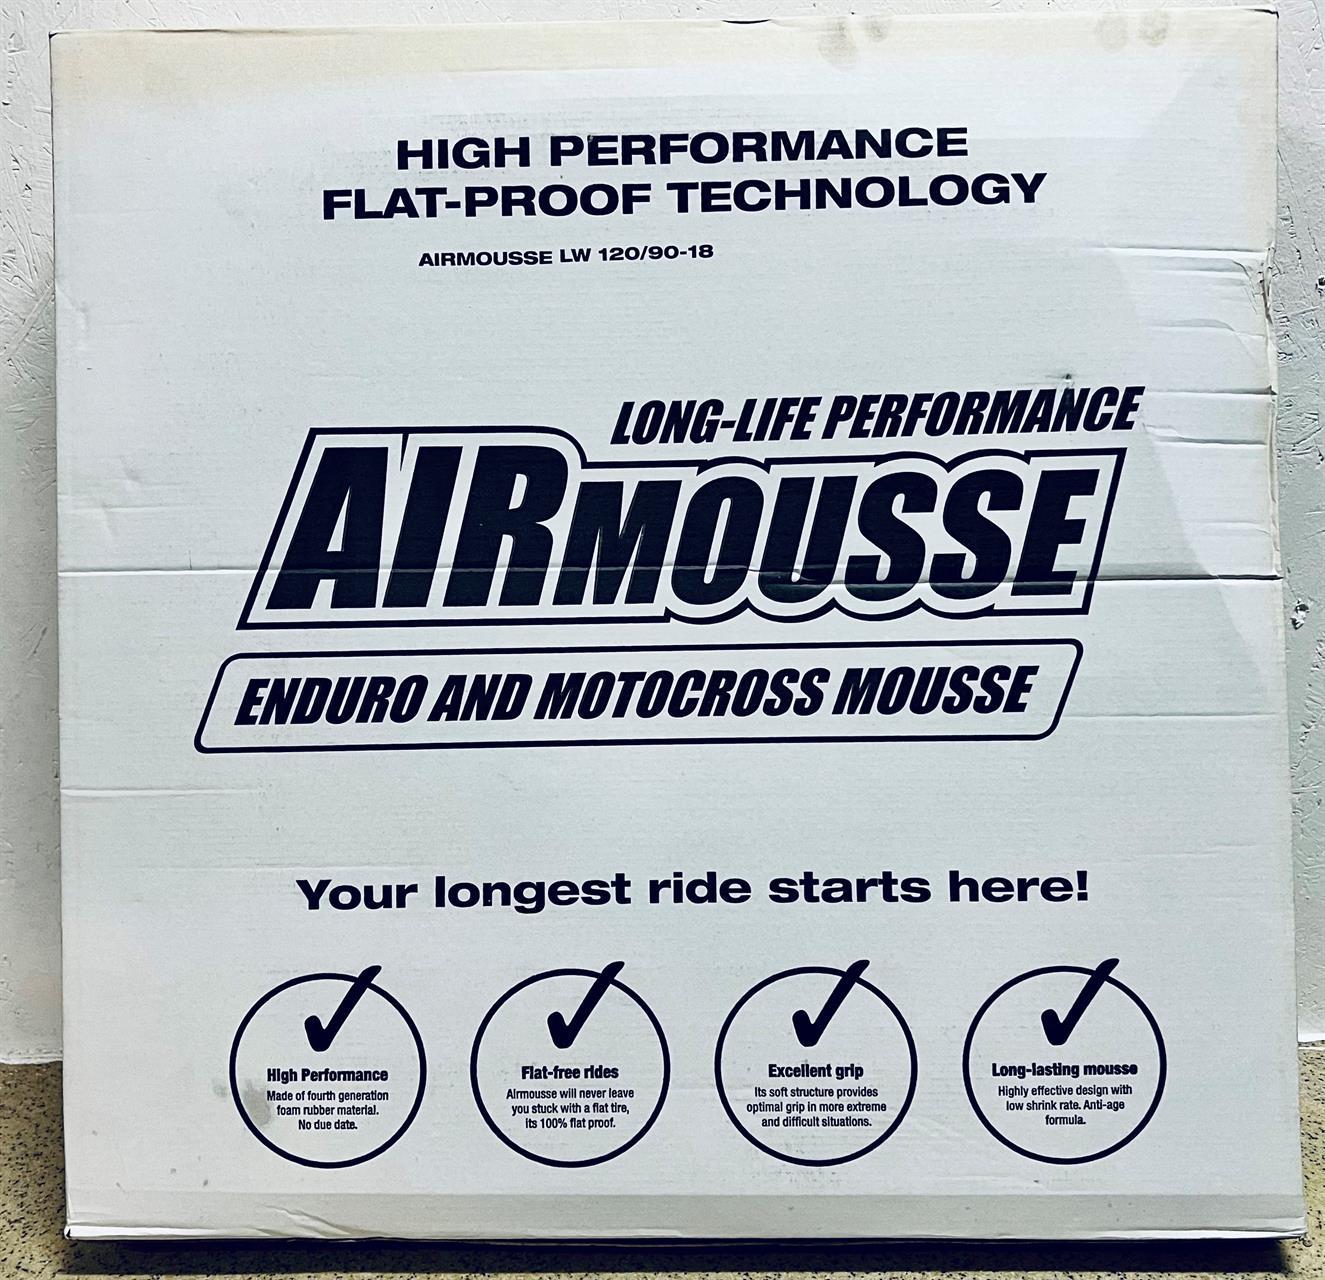 HIGH PERFORMANCE
FLAT-PROOF TECHNOLOGY
AIRMOUSSE LW 120/90-18
LONG-LIFE PERFORMANCE
AIRMOUSSE
ENDURO AND MOTOCROSS MOUSSE
Your longest ride starts here!
High Performance
Made of fourth generation
foam rubber material.
No due date.
Flat-free rides
Airmousse will never leave
you stuck with a flat tire,
its 100% flat proof.
Excellent grip
Its soft structure provides
optimal grip in more extreme
and difficult situations.
Long-lasting mousse
Highly effective design with
low shrink rate. Anti-age
formula.